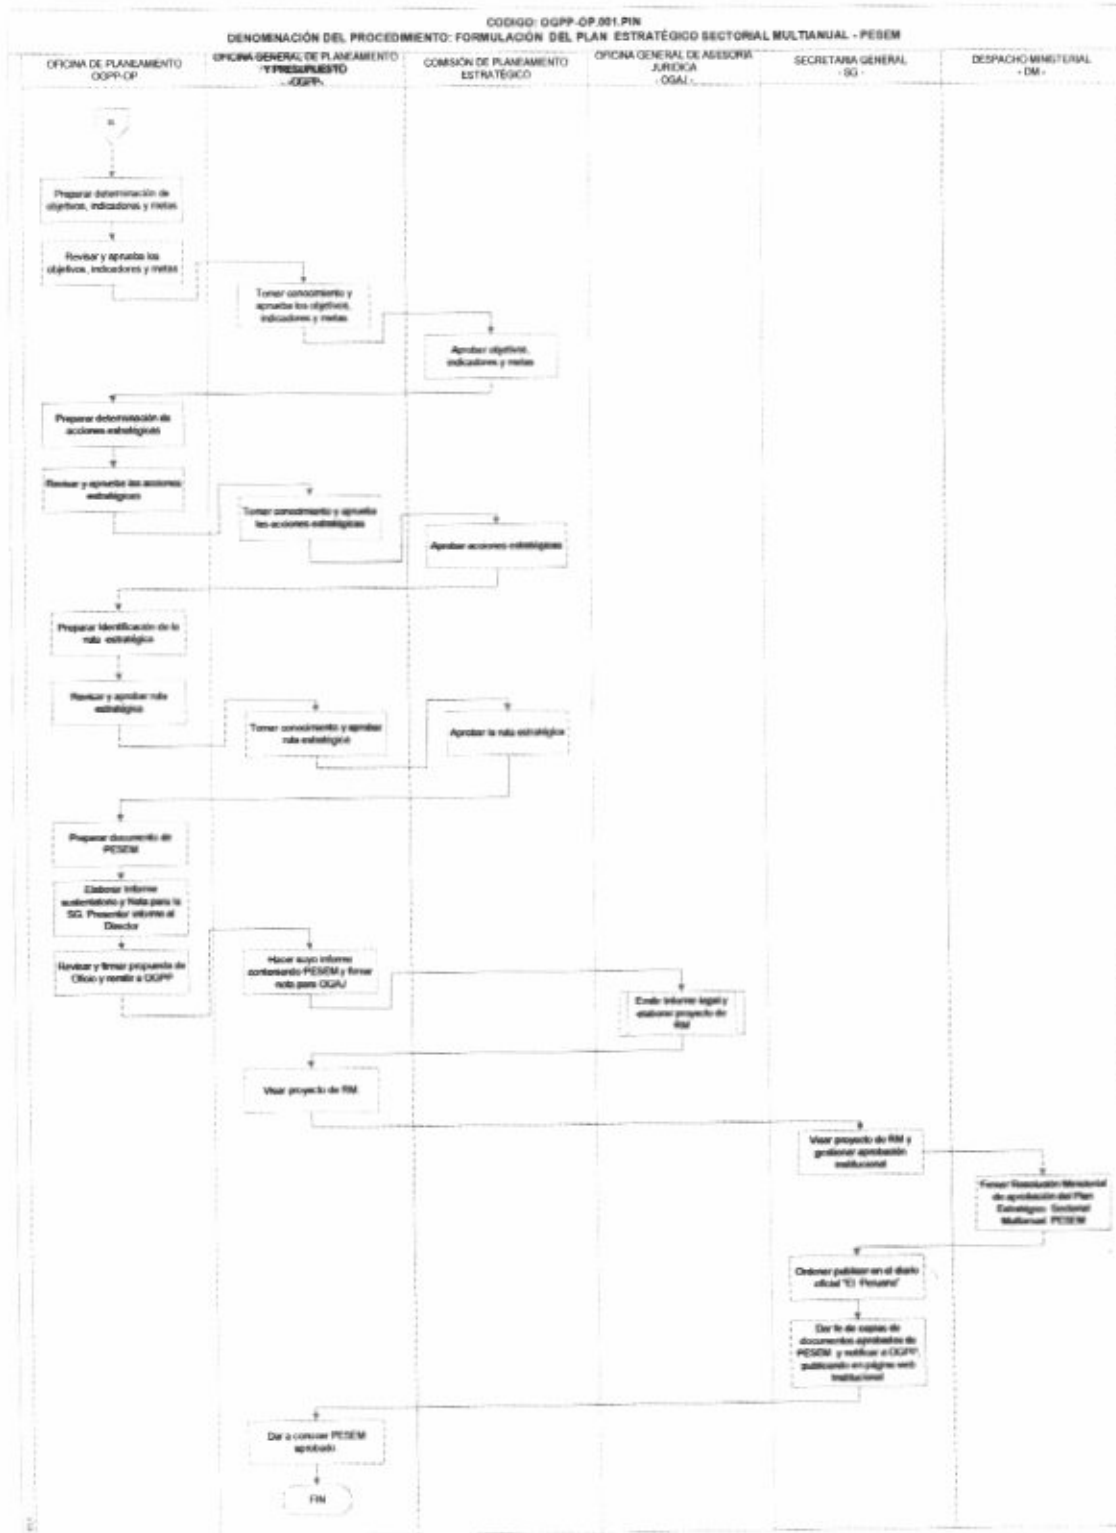 CODIGO: OGPP-OP.001.PIN
DENOMINACIÓN DEL PROCEDIMIENTO: FORMULACIÓN DEL PLAN ESTRATÉGICO SECTORIAL MULTIANUAL - PESEM
OFICINA DE PLANEAMIENTO
OGPP-OP
OFICINA GENERAL DE PLANEAMIENTO
Y PRESUPUESTO
- OGPP-
COMISIÓN DE PLANEAMIENTO
ESTRATÉGICO
OFICINA GENERAL DE ASESORIA
JURIDICA
- OGAJ -
SECRETARIA GENERAL
- SG -
DESPACHO MINISTERIAL
- DM -
Preparar determinación de
objetivos, indicadores y metas
Revisar y aprueba los
objetivos, indicadores y metas
Tomar conocimiento y
aprueba los objetivos,
indicadores y metas
Aprobar objetivos,
indicadores y metas
Preparar determinación de
acciones estratégicas
Revisar y aprueba las acciones
estratégicas
Tomar conocimiento y aprueba
las acciones estratégicas
Aprobar acciones estratégicas
Preparar Identificación de la
ruta estratégica
Revisar y aprobar ruta
estratégica
Tomar conocimiento y aprobar
ruta estratégica
Aprobar la ruta estratégica
Preparar documento de
PESEM
Elaborar Informe
sustentatorio y Nota para la
SG. Presentar informe al
Director
Revisar y firmar propuesta de
Oficio y remitir a OGPP
Hacer suyo informe
conteniendo PESEM y firmar
nota para OGAJ
Emitir Informe legal y
elaborar proyecto de
RM
Visar proyecto de RM.
Visar proyecto de RM y
gestionar aprobación
institucional
Firmar Resolución Ministerial
de aprobación del Plan
Estratégico Sectorial
Multianual PESEM
Ordenar publicar en el diario
oficial "El Peruano"
Dar fe de copias de
documentos aprobados de
PESEM y notificar a OGPP,
publicando en página web
Institucional
Dar a conocer PESEM
aprobado
FIN